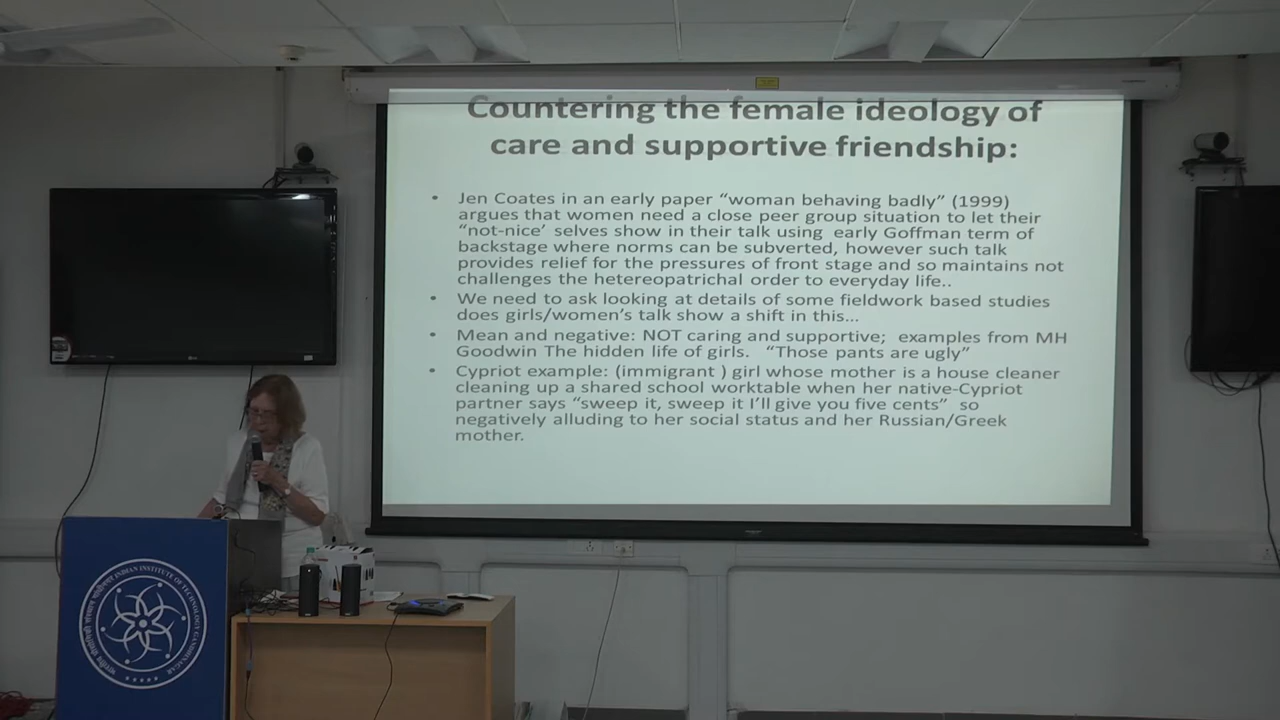 Countering the female ideology of
care and supportive friendship:
• Jen Coates in an early paper “woman behaving badly” (1999)
argues that women need a close peer group situation to let their
“not-nice’ selves show in their talk using early Goffman term of
backstage where norms can be subverted, however such talk
provides relief for the pressures of front stage and so maintains not
challenges the hetereopatrichal order to everyday life..
• We need to ask looking at details of some fieldwork based studies
does girls/women’s talk show a shift in this...
• Mean and negative: NOT caring and supportive; examples from MH
Goodwin The hidden life of girls. “Those pants are ugly”
• Cypriot example: (immigrant ) girl whose mother is a house cleaner
cleaning up a shared school worktable when her native-Cypriot
partner says “sweep it, sweep it I’ll give you five cents” so
negatively alluding to her social status and her Russian/Greek
mother.
INDIAN INSTITUTE OF TECHNOLOGY GANDHINAGAR